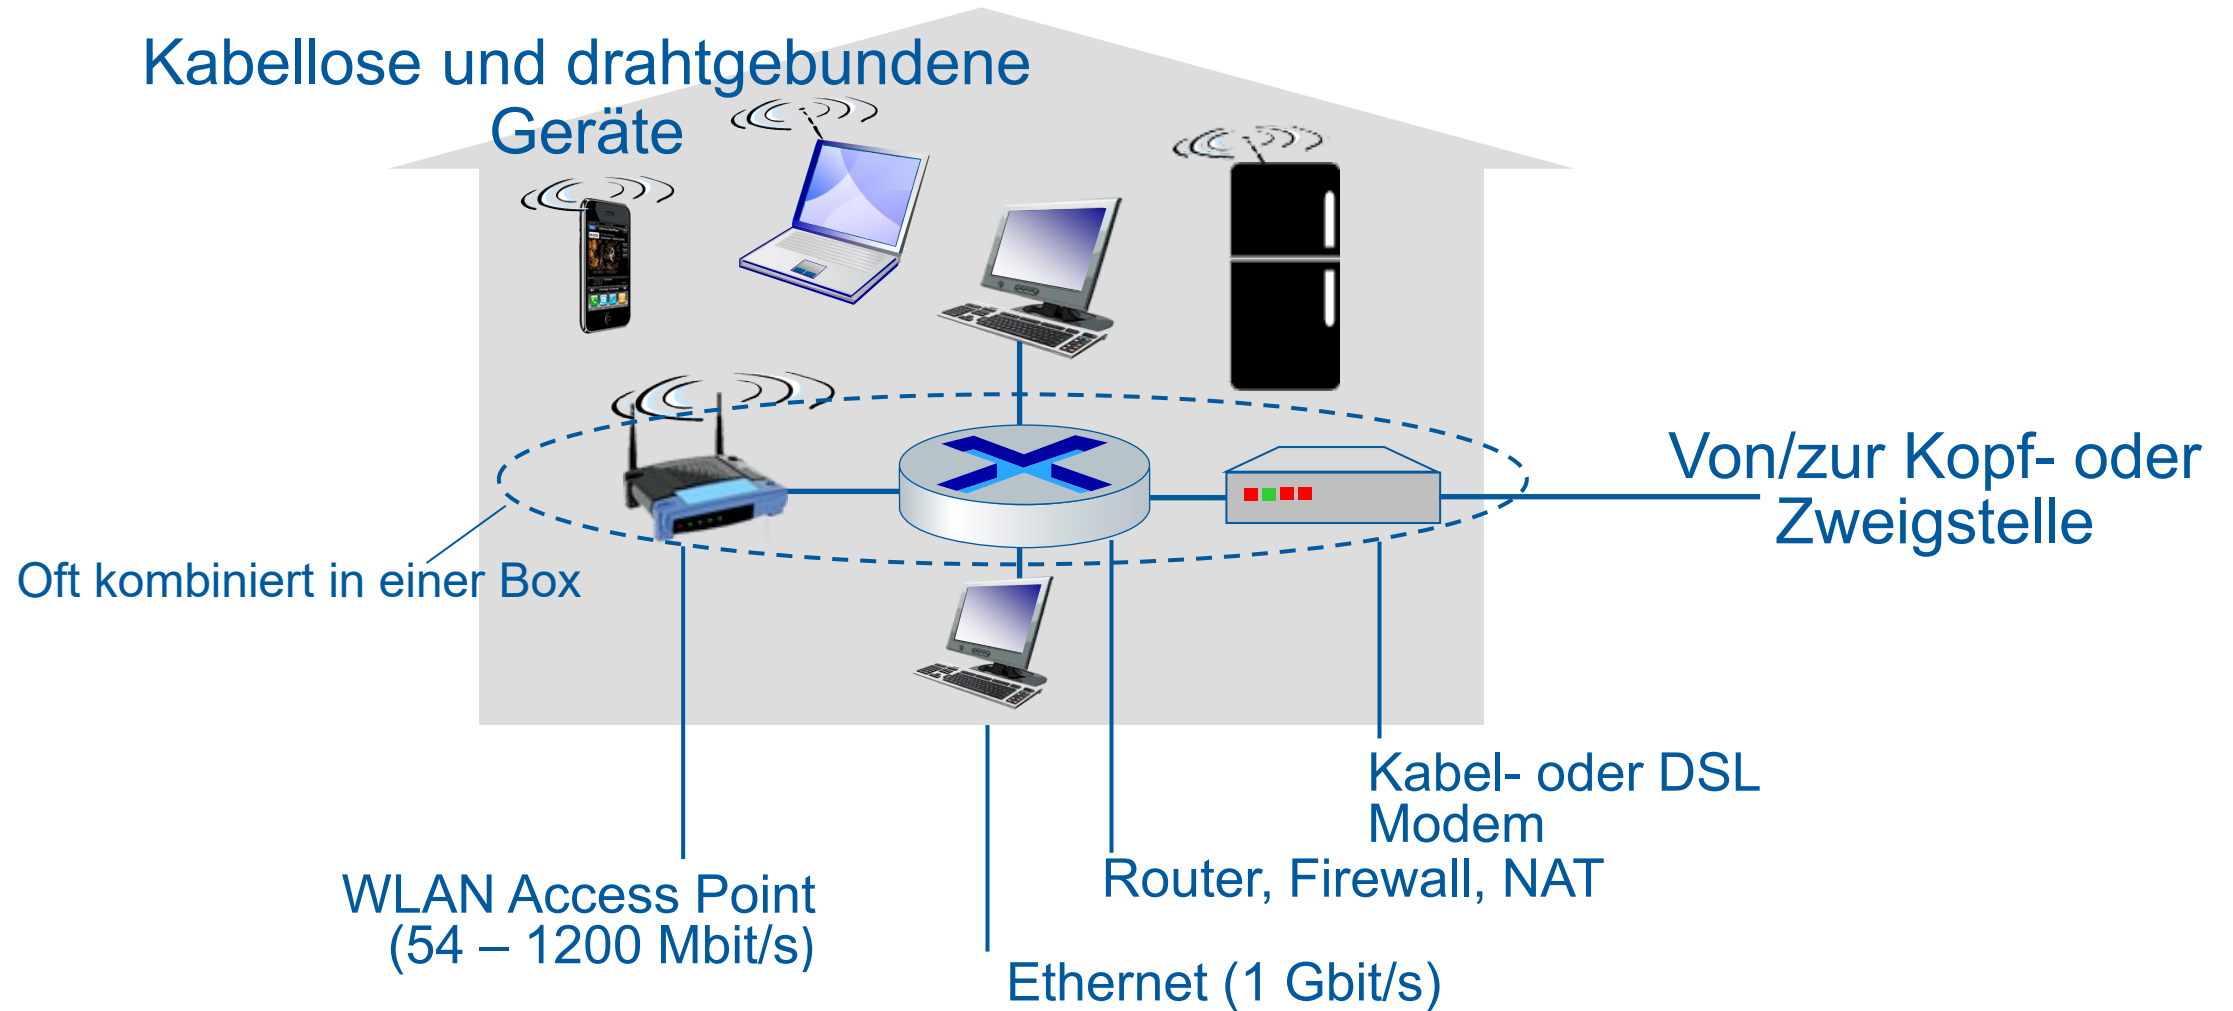 Kabellose und drahtgebundene
Geräte
Von/zur Kopf- oder
Zweigstelle
Oft kombiniert in einer Box
Kabel- oder DSL
Modem
Router, Firewall, NAT
WLAN Access Point
(54 – 1200 Mbit/s)
Ethernet (1 Gbit/s)